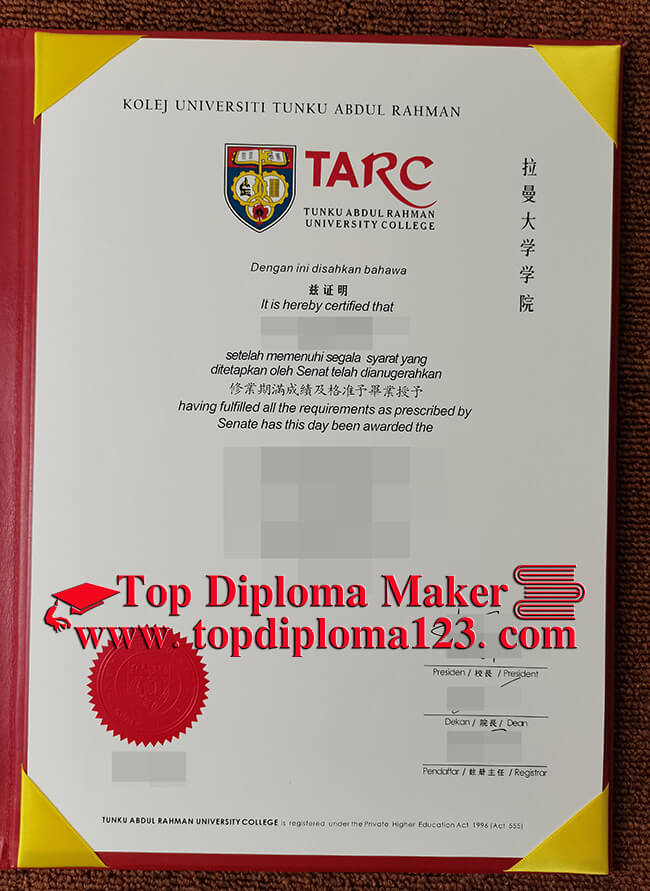 KOLEJ UNIVERSITI TUNKU ABDUL RAHMAN
TARC
TUNKU ABDUL RAHMAN
UNIVERSITY COLLEGE
拉曼大学学院
Dengan ini disahkan bahawa
兹证明
It is hereby certified that
setelah memenuhi segala syarat yang
ditetapkan oleh Senat telah dianugerahkan
修业期滿成绩及格准予畢業授予
having fulfilled all the requirements as prescribed by
Senate has this day been awarded the
Top Diploma Maker
www. topdiploma123. com
Presiden / 校長 / President
Dekan / 院長 / Dean
Pendaftar / 註册主任 / Registrar
TUNKU ABDUL RAHMAN UNIVERSITY COLLEGE is registered under the Private Higher Education Act 1996 (Act 555)